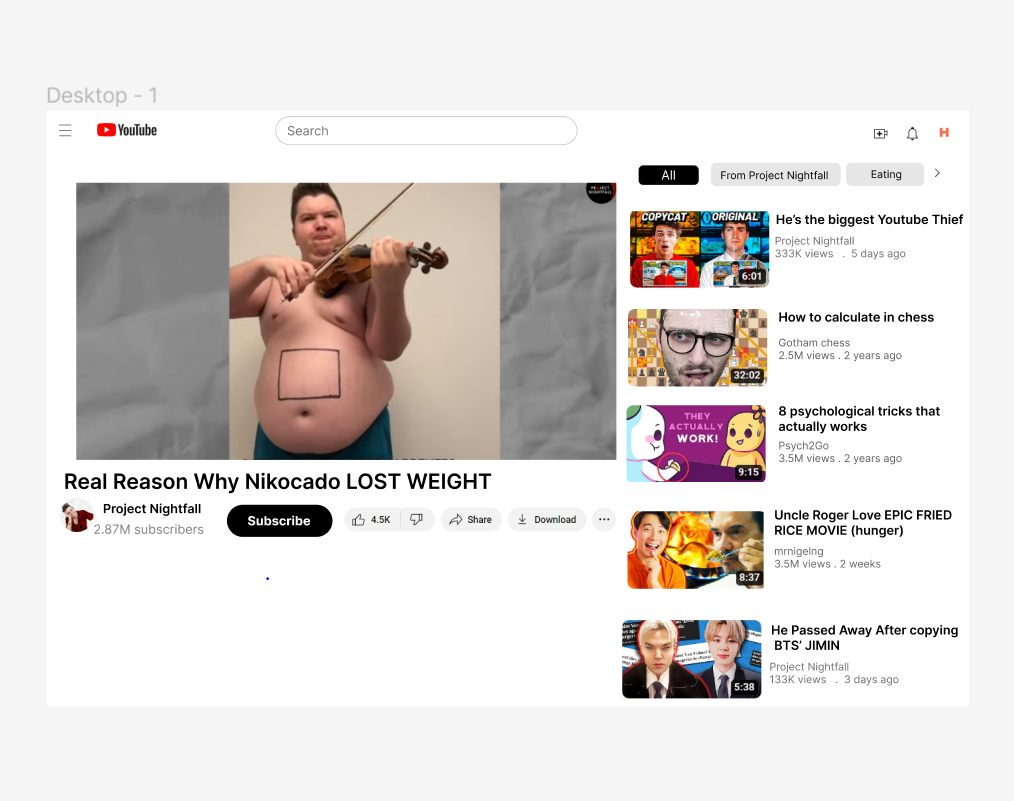 Desktop - 1
YouTube
Search
H
All
From Project Nightfall
Eating
PROJECT
NIGHTFALL
COPYCAT
ORIGINAL
6:01
He's the biggest Youtube Thief
Project Nightfall
333K views . 5 days ago
32:02
How to calculate in chess
Gotham chess
2.5M views . 2 years ago
THEY
ACTUALLY
WORK!
9:15
8 psychological tricks that
actually works
Psych2Go
3.5M views . 2 years ago
Real Reason Why Nikocado LOST WEIGHT
Project Nightfall
2.87M subscribers
Subscribe
4.5K
Share
Download
8:37
Uncle Roger Love EPIC FRIED
RICE MOVIE (hunger)
mrnigelng
3.5M views . 2 weeks
5:38
He Passed Away After copying
BTS' JIMIN
Project Nightfall
133K views . 3 days ago